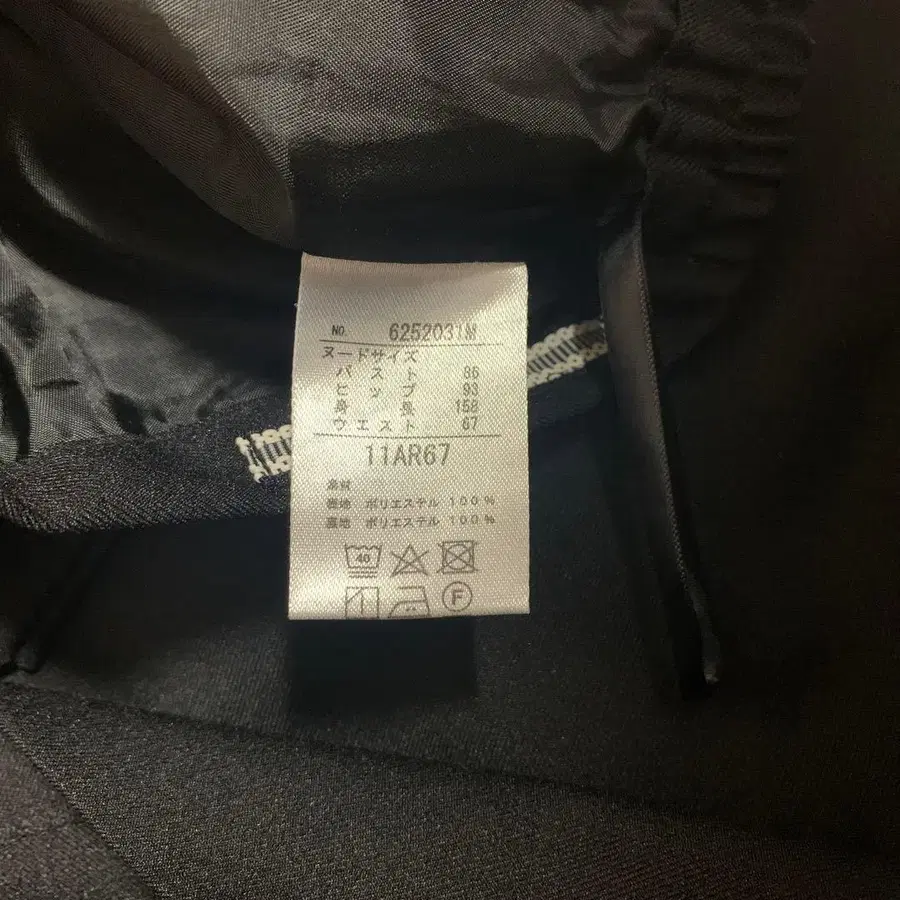 NO. 6252031M
ヌードサイズ
バスト 86
ヒップ 93
身長 158
ウエスト 67
11AR67
素材
表地 ポリエステル 100%
裏地 ポリエステル 100%
40
F